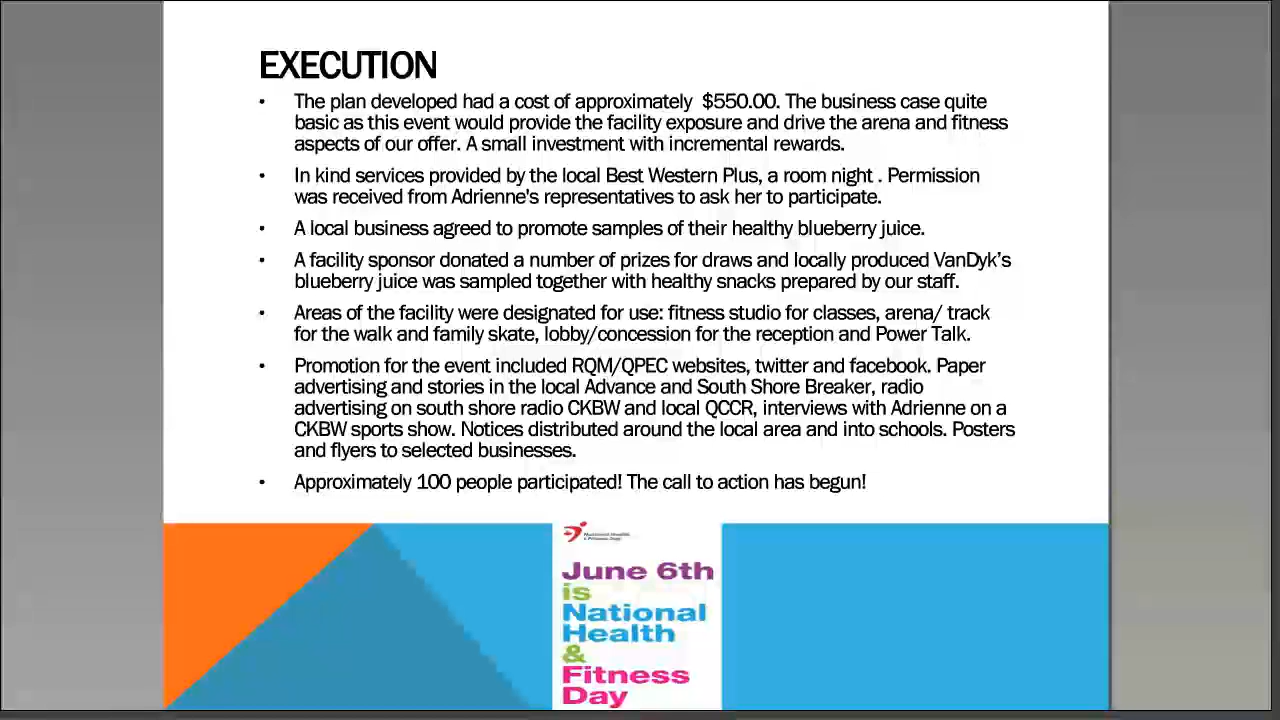 EXECUTION
• The plan developed had a cost of approximately $550.00. The business case quite
basic as this event would provide the facility exposure and drive the arena and fitness
aspects of our offer. A small investment with incremental rewards.
• In kind services provided by the local Best Western Plus, a room night . Permission
was received from Adrienne's representatives to ask her to participate.
• A local business agreed to promote samples of their healthy blueberry juice.
• A facility sponsor donated a number of prizes for draws and locally produced VanDyk's
blueberry juice was sampled together with healthy snacks prepared by our staff.
• Areas of the facility were designated for use: fitness studio for classes, arena/ track
for the walk and family skate, lobby/concession for the reception and Power Talk.
• Promotion for the event included RQM/QPEC websites, twitter and facebook. Paper
advertising and stories in the local Advance and South Shore Breaker, radio
advertising on south shore radio CKBW and local QCCR, interviews with Adrienne on a
CKBW sports show. Notices distributed around the local area and into schools. Posters
and flyers to selected businesses.
• Approximately 100 people participated! The call to action has begun!
National Health
& Fitness Day
June 6th
is
National
Health
&
Fitness
Day